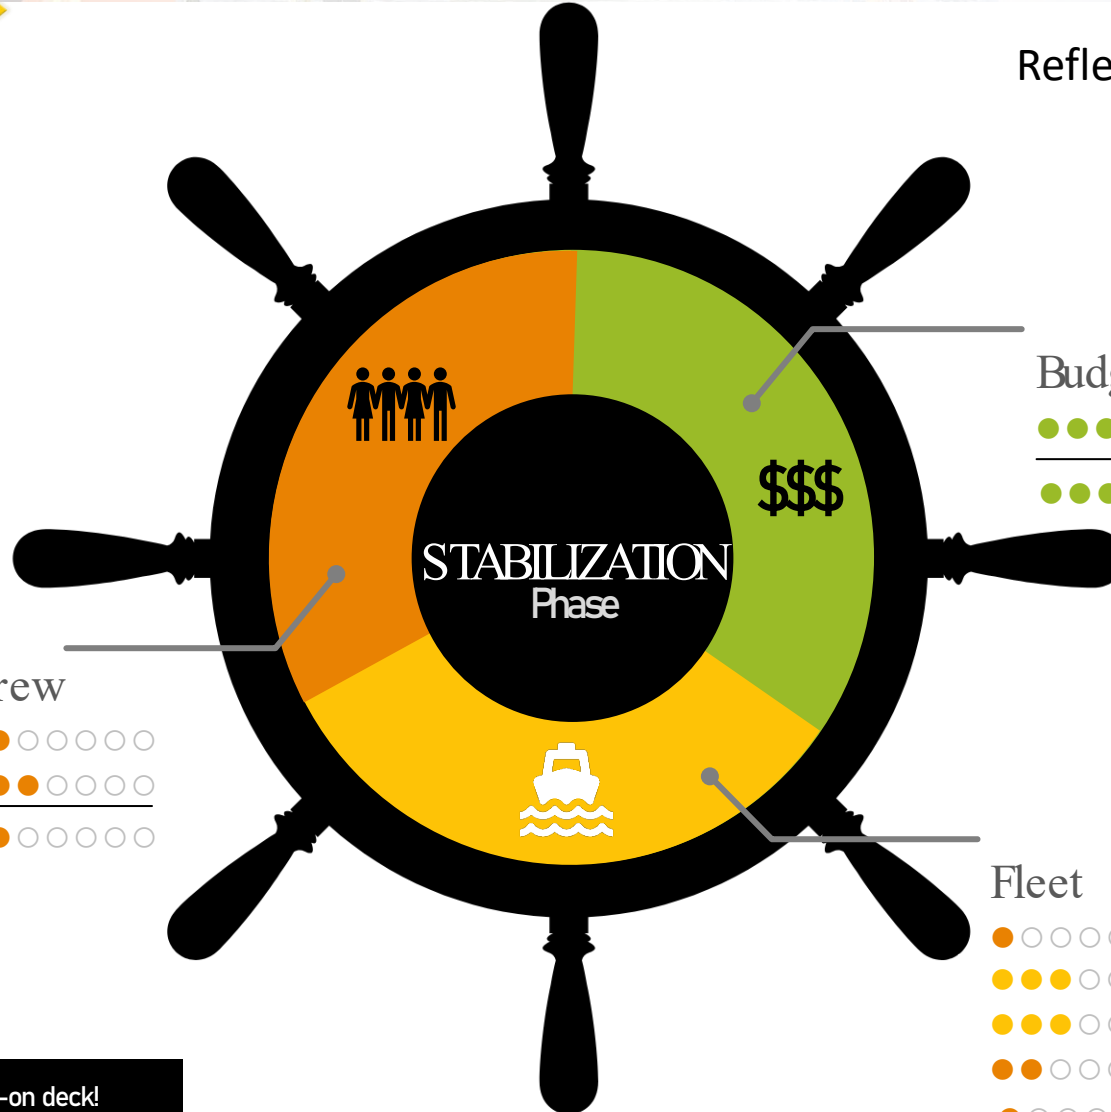 Refle
Budg
$$$
STABILIZATION
Phase
rew
Fleet
-on deck!